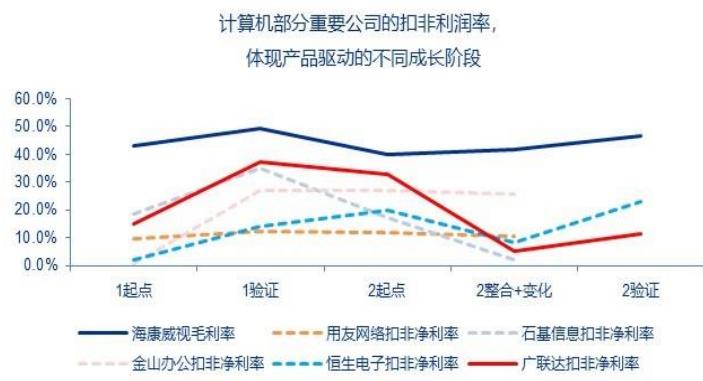 计算机部分重要公司的扣非利润率，
体现产品驱动的不同成长阶段
60.0%
50.0%
40.0%
30.0%
20.0%
10.0%
0.0%
1起点 1验证 2起点 2整合+变化 2验证
海康威视毛利率 用友网络扣非净利率 石基信息扣非净利率
金山办公扣非净利率 恒生电子扣非净利率 广联达扣非净利率